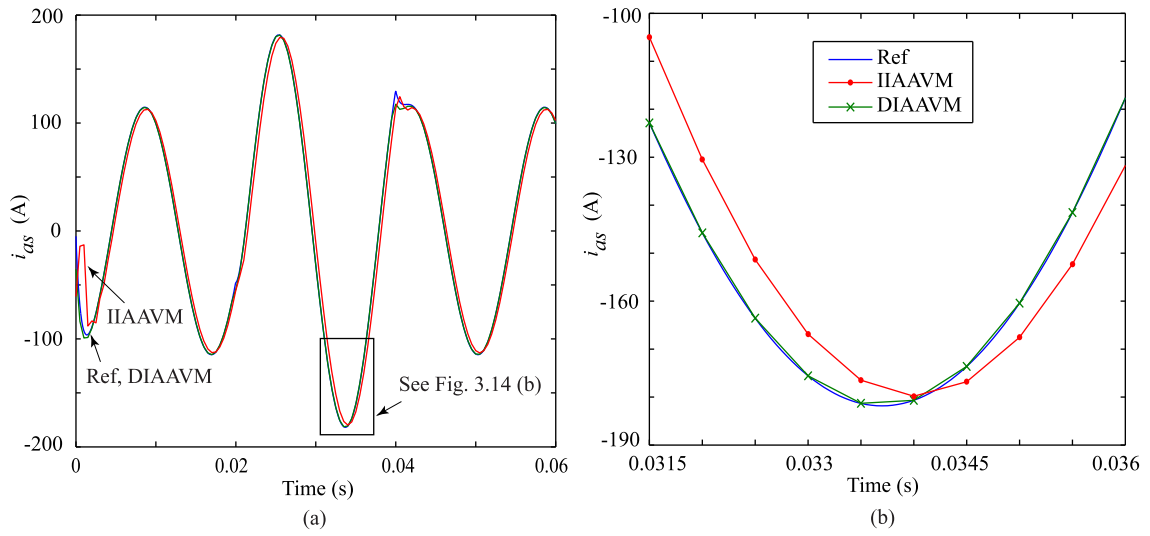 200
100
0
-100
-200
i_as (A)
IIAAVM
Ref, DIAAVM
See Fig. 3.14 (b)
0
0.02
0.04
0.06
Time (s)
(a)
-100
-130
-160
-190
i_as (A)
Ref
IIAAVM
DIAAVM
0.0315
0.033
0.0345
0.036
Time (s)
(b)